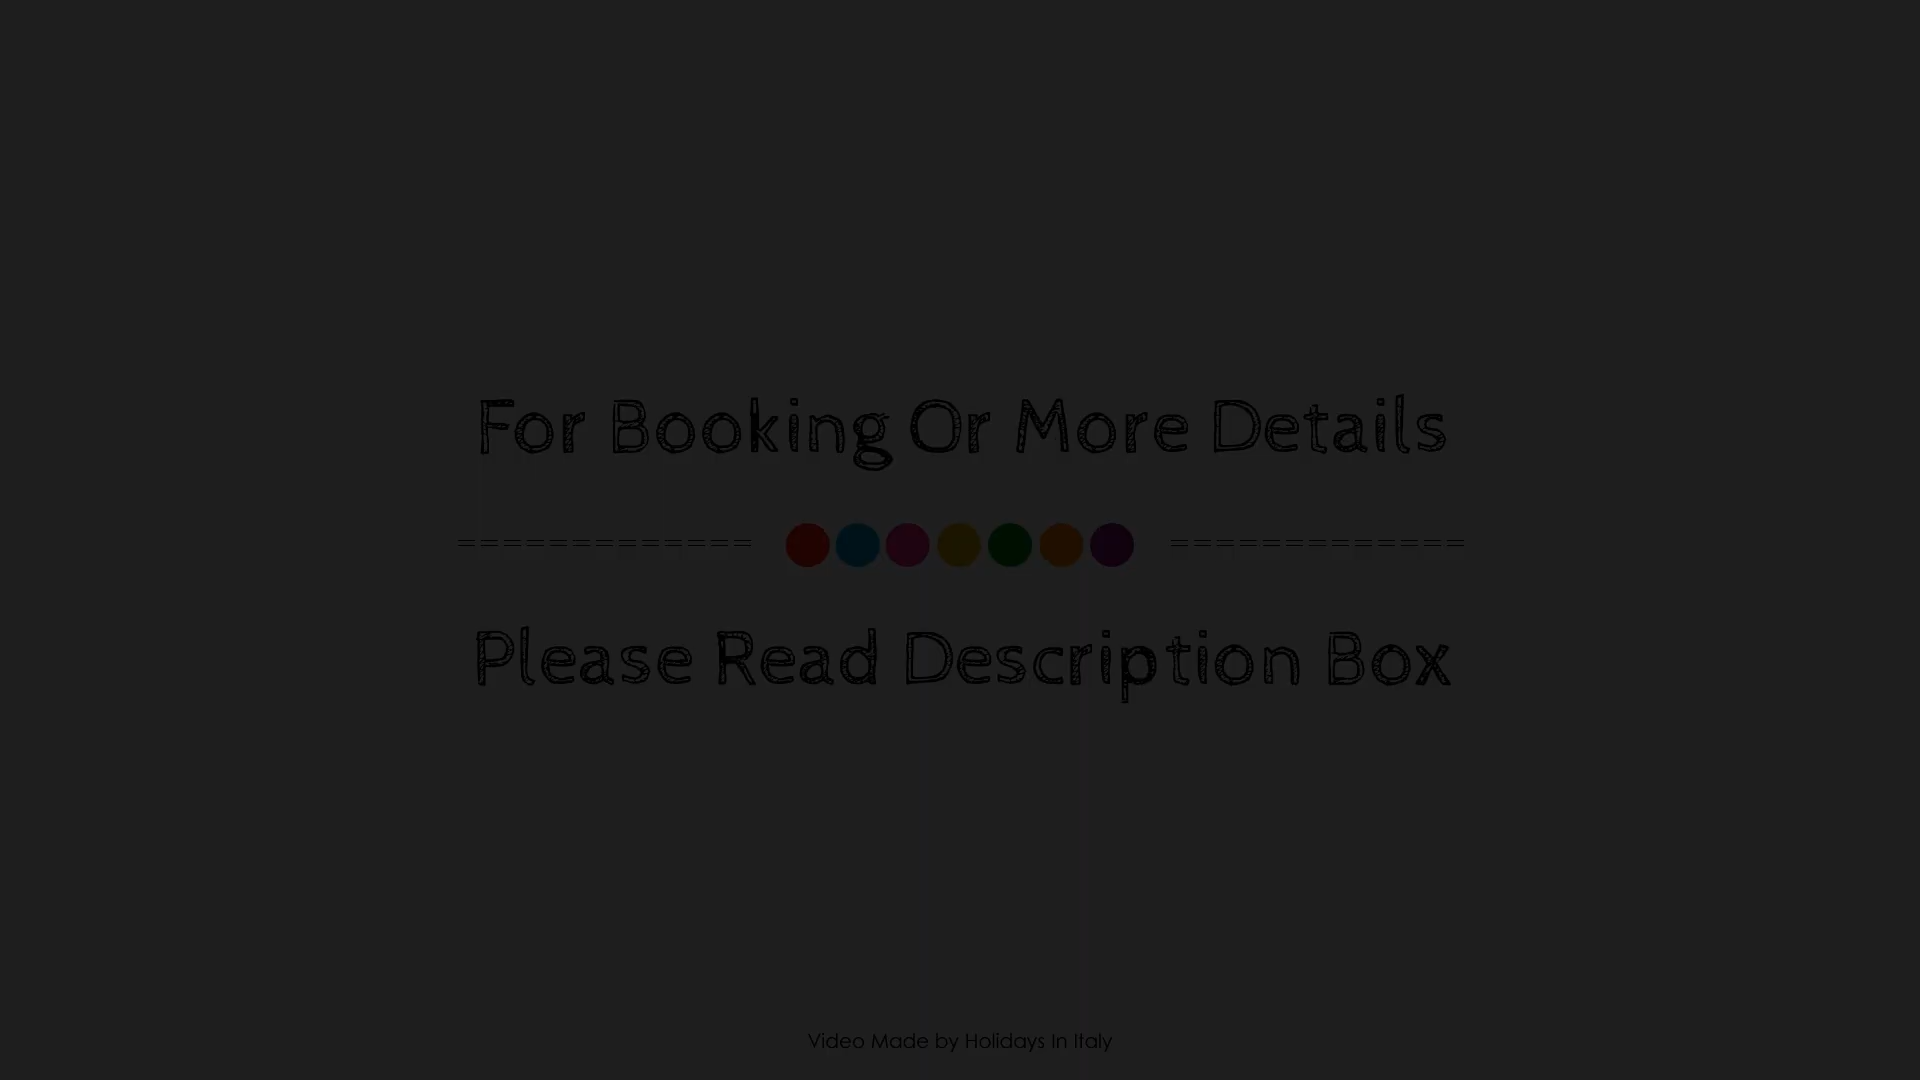 For Booking Or More Details
============= =============
Please Read Description Box
Video Made by Holidays In Italy